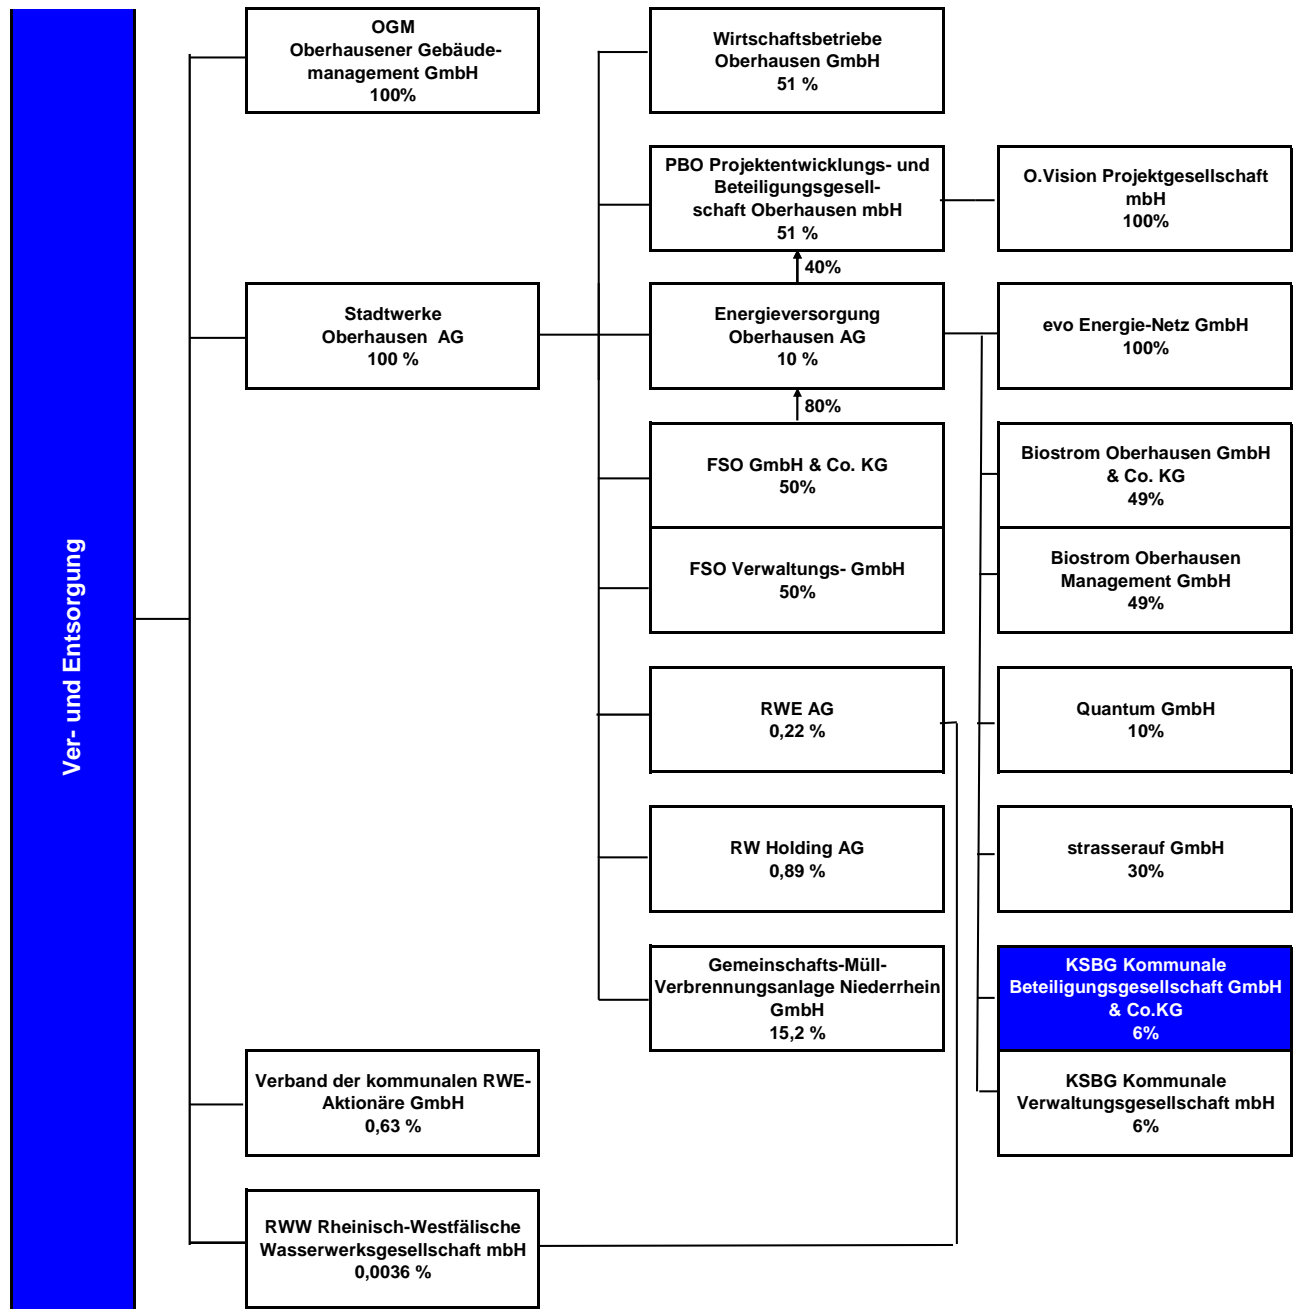 Ver- und Entsorgung
OGM
Oberhausener Gebäude-
management GmbH
100%
Stadtwerke
Oberhausen AG
100 %
Verband der kommunalen RWE-
Aktionäre GmbH
0,63 %
RWW Rheinisch-Westfälische
Wasserwerksgesellschaft mbH
0,0036 %
Wirtschaftsbetriebe
Oberhausen GmbH
51 %
PBO Projektentwicklungs- und
Beteiligungsgesell-
schaft Oberhausen mbH
51 %
40%
Energieversorgung
Oberhausen AG
10 %
80%
FSO GmbH & Co. KG
50%
FSO Verwaltungs- GmbH
50%
RWE AG
0,22 %
RW Holding AG
0,89 %
Gemeinschafts-Müll-
Verbrennungsanlage Niederrhein
GmbH
15,2 %
O.Vision Projektgesellschaft
mbH
100%
evo Energie-Netz GmbH
100%
Biostrom Oberhausen GmbH
& Co. KG
49%
Biostrom Oberhausen
Management GmbH
49%
Quantum GmbH
10%
strasserauf GmbH
30%
KSBG Kommunale
Beteiligungsgesellschaft GmbH
& Co.KG
6%
KSBG Kommunale
Verwaltungsgesellschaft mbH
6%